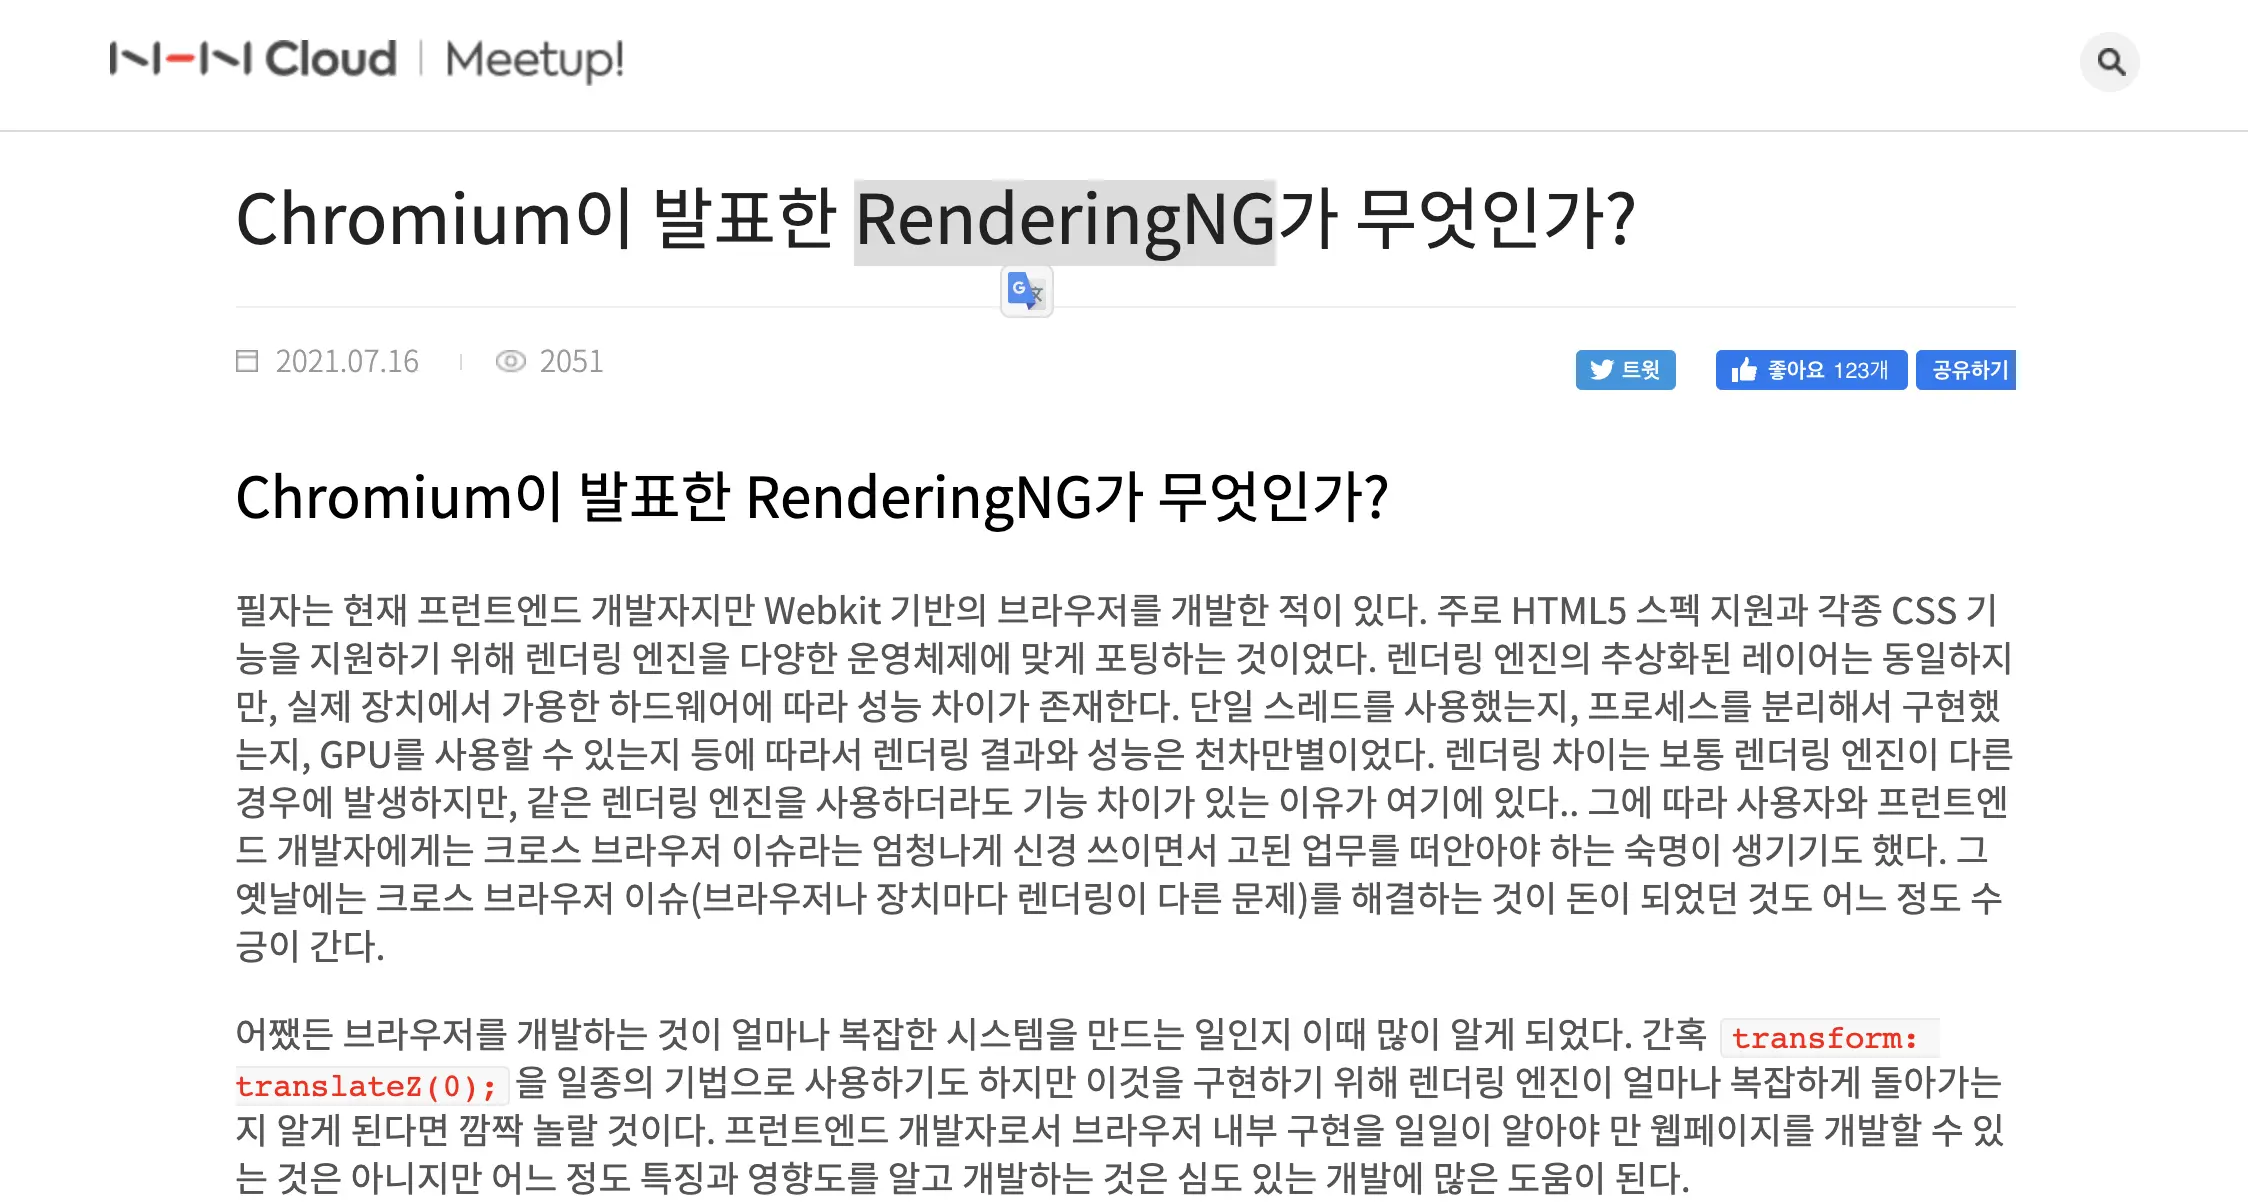 NHN Cloud | Meetup!
Chromium이 발표한 RenderingNG가 무엇인가?
2021.07.16 | 2051
트윗 좋아요 123개 공유하기
Chromium이 발표한 RenderingNG가 무엇인가?
필자는 현재 프런트엔드 개발자지만 Webkit 기반의 브라우저를 개발한 적이 있다. 주로 HTML5 스펙 지원과 각종 CSS 기
능을 지원하기 위해 렌더링 엔진을 다양한 운영체제에 맞게 포팅하는 것이었다. 렌더링 엔진의 추상화된 레이어는 동일하지
만, 실제 장치에서 가용한 하드웨어에 따라 성능 차이가 존재한다. 단일 스레드를 사용했는지, 프로세스를 분리해서 구현했
는지, GPU를 사용할 수 있는지 등에 따라서 렌더링 결과와 성능은 천차만별이었다. 렌더링 차이는 보통 렌더링 엔진이 다른
경우에 발생하지만, 같은 렌더링 엔진을 사용하더라도 기능 차이가 있는 이유가 여기에 있다.. 그에 따라 사용자와 프런트엔
드 개발자에게는 크로스 브라우저 이슈라는 엄청나게 신경 쓰이면서 고된 업무를 떠안아야 하는 숙명이 생기기도 했다. 그
옛날에는 크로스 브라우저 이슈(브라우저나 장치마다 렌더링이 다른 문제)를 해결하는 것이 돈이 되었던 것도 어느 정도 수
긍이 간다.
어쨌든 브라우저를 개발하는 것이 얼마나 복잡한 시스템을 만드는 일인지 이때 많이 알게 되었다. 간혹 transform:
translateZ(0); 을 일종의 기법으로 사용하기도 하지만 이것을 구현하기 위해 렌더링 엔진이 얼마나 복잡하게 돌아가는
지 알게 된다면 깜짝 놀랄 것이다. 프런트엔드 개발자로서 브라우저 내부 구현을 일일이 알아야 만 웹페이지를 개발할 수 있
는 것은 아니지만 어느 정도 특징과 영향도를 알고 개발하는 것은 심도 있는 개발에 많은 도움이 된다.